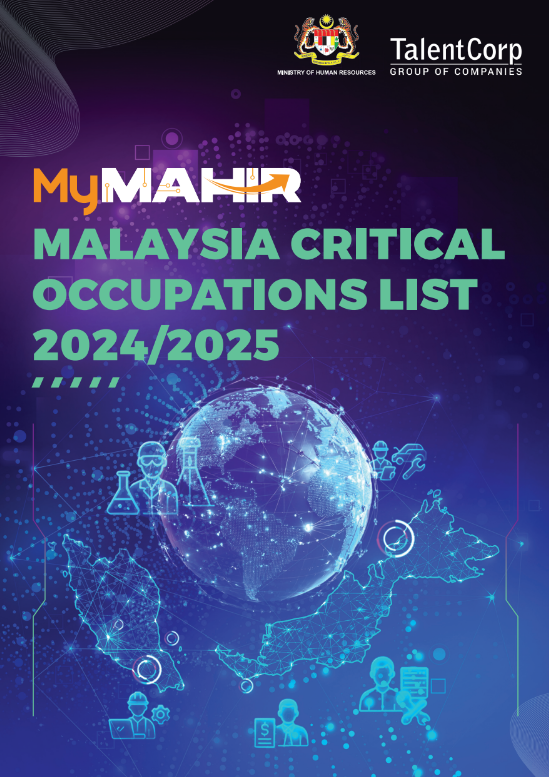 MINISTRY OF HUMAN RESOURCES
TalentCorp
GROUP OF COMPANIES
MyMAHIR
MALAYSIA CRITICAL
OCCUPATIONS LIST
2024/2025